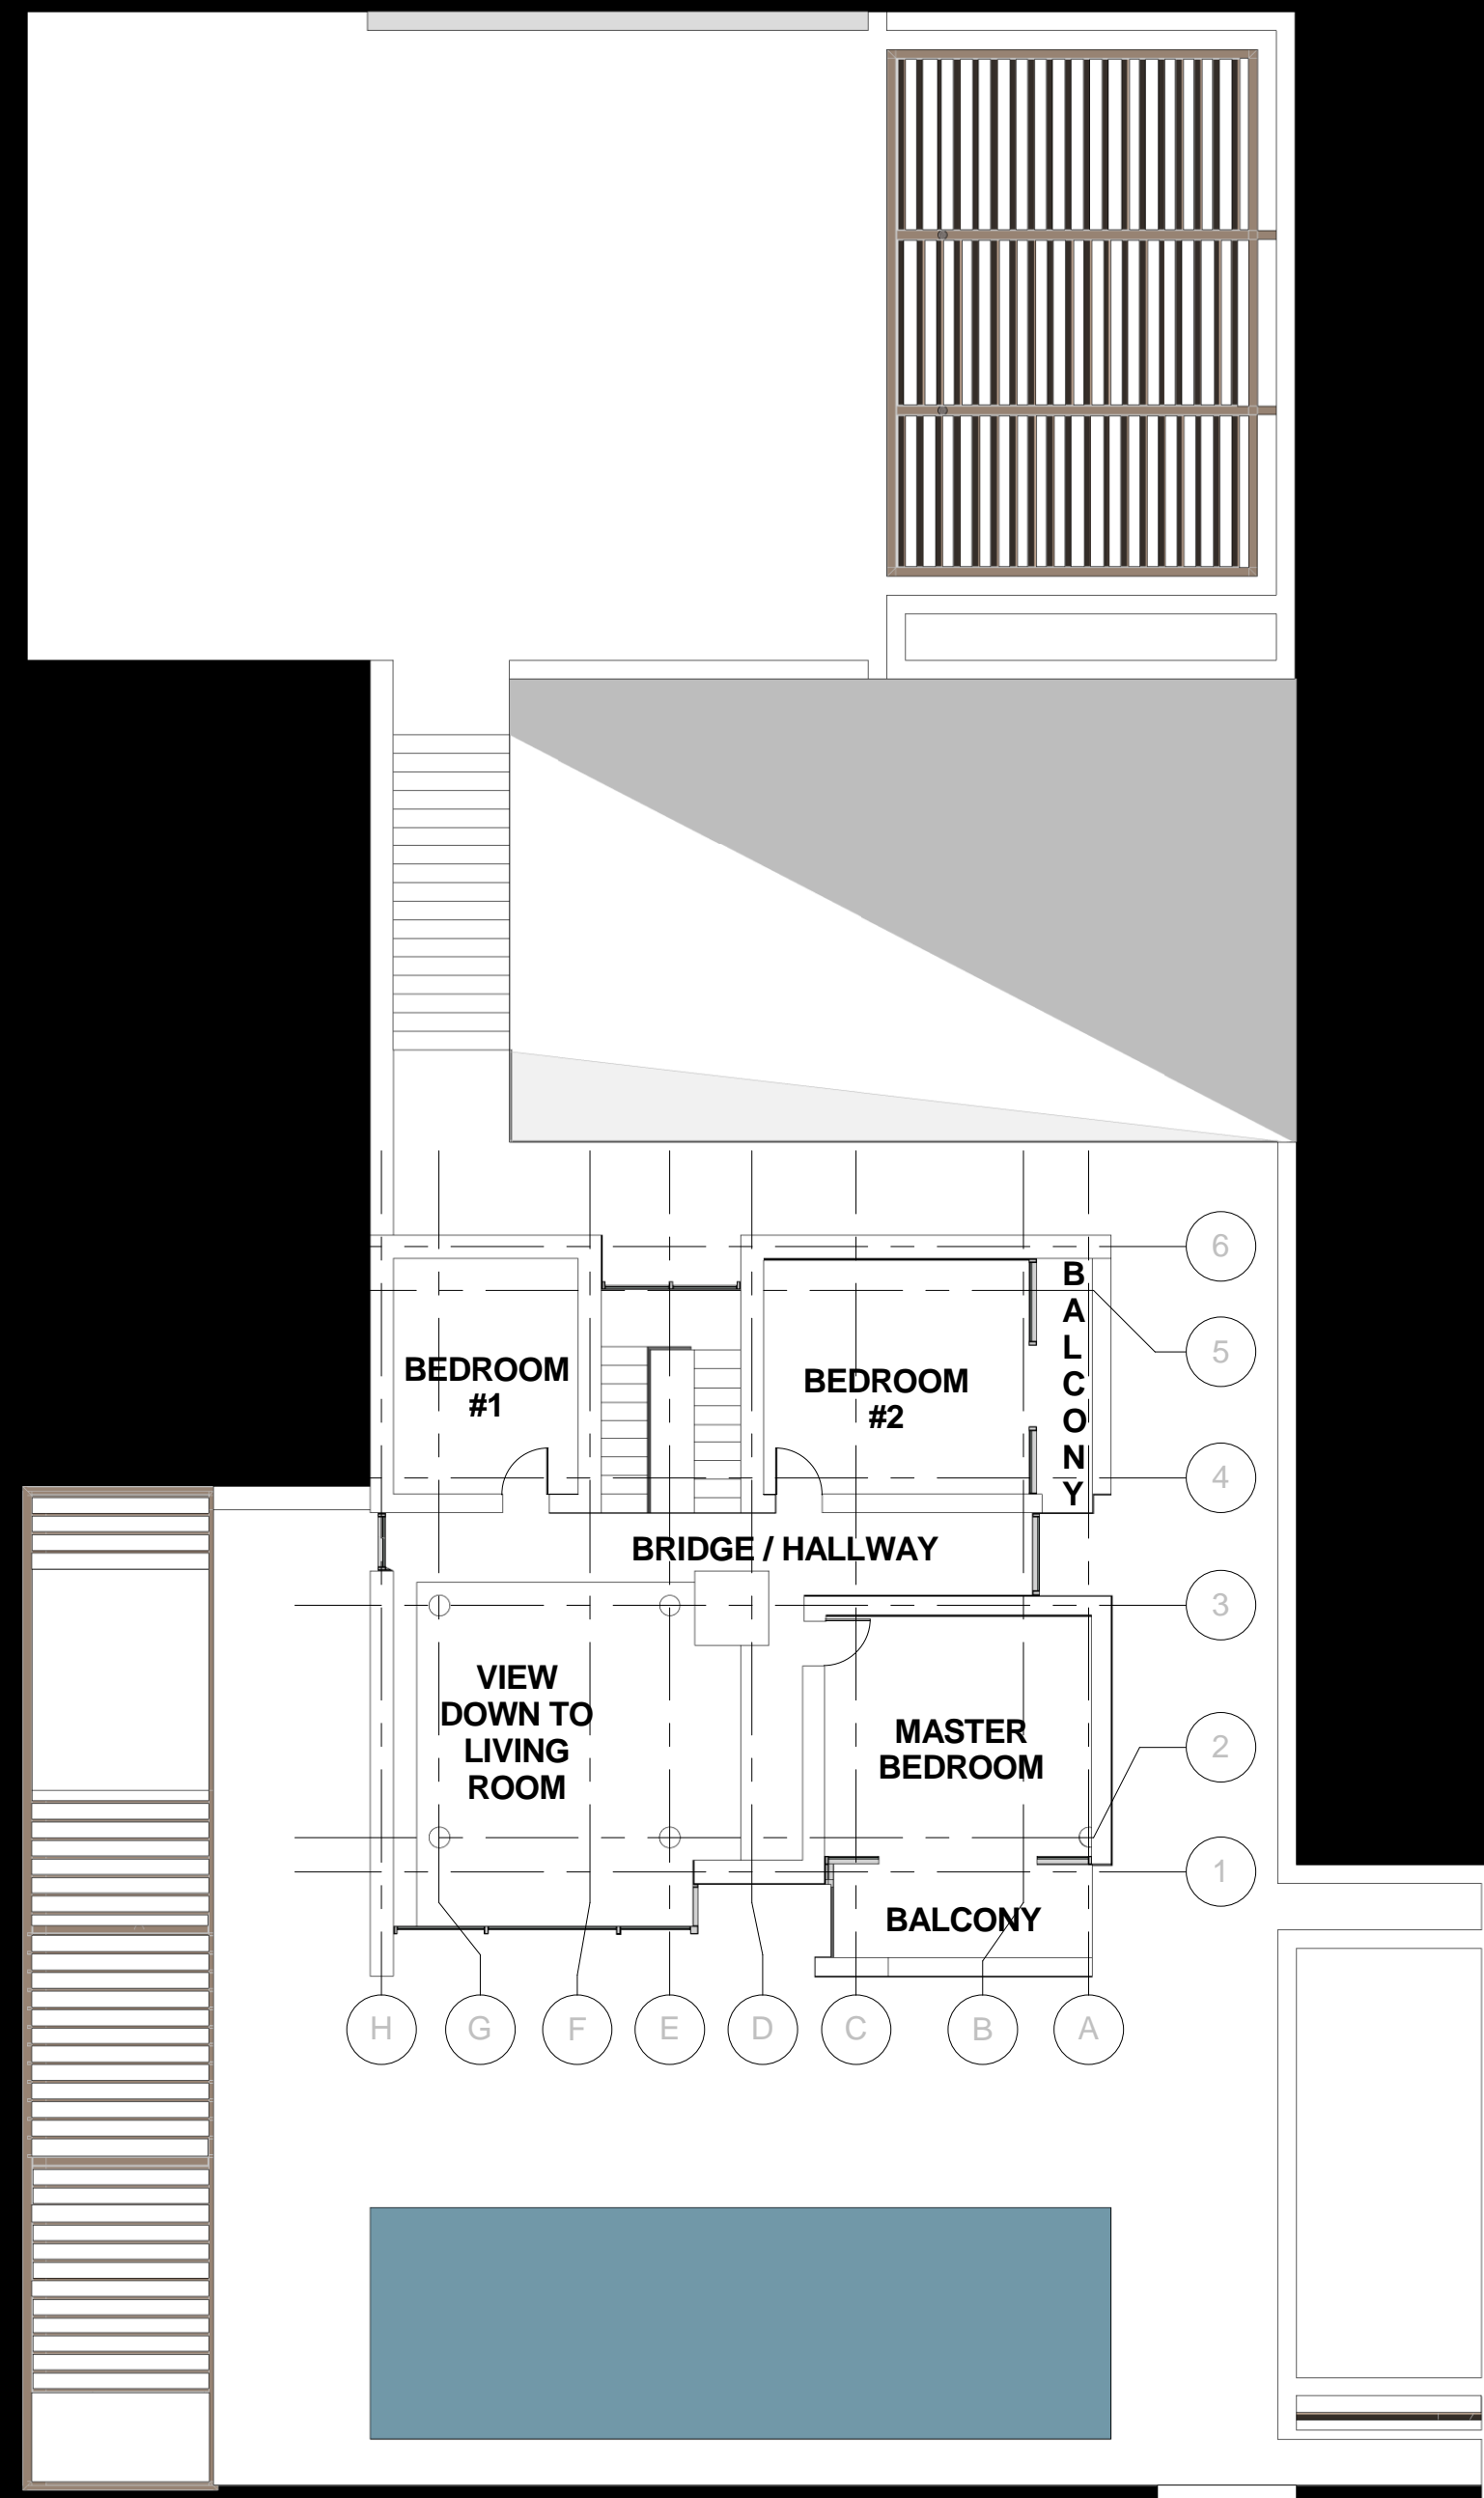 6
B
A
L
C
O
N
Y
5
BEDROOM
#1
BEDROOM
#2
4
BRIDGE / HALLWAY
3
VIEW
DOWN TO
LIVING
ROOM
MASTER
BEDROOM
2
1
BALCONY
H G F E D C B A